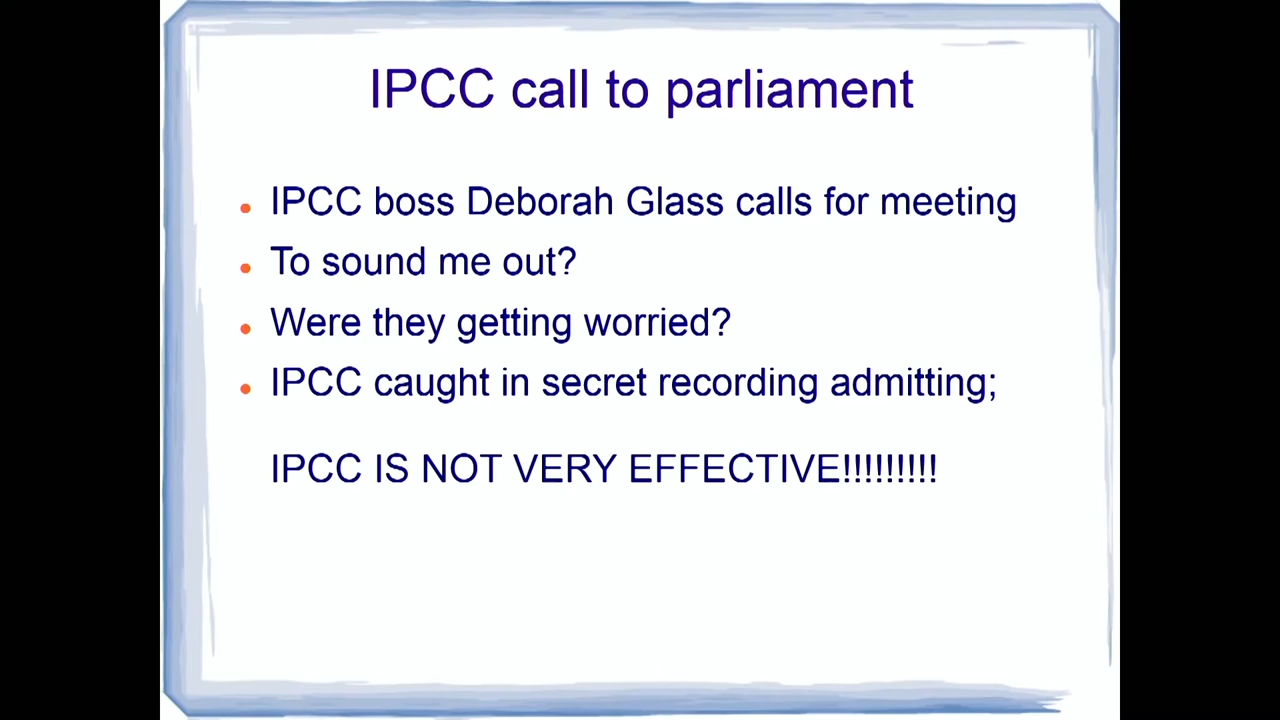 IPCC call to parliament
IPCC boss Deborah Glass calls for meeting
To sound me out?
Were they getting worried?
IPCC caught in secret recording admitting;
IPCC IS NOT VERY EFFECTIVE!!!!!!!!!